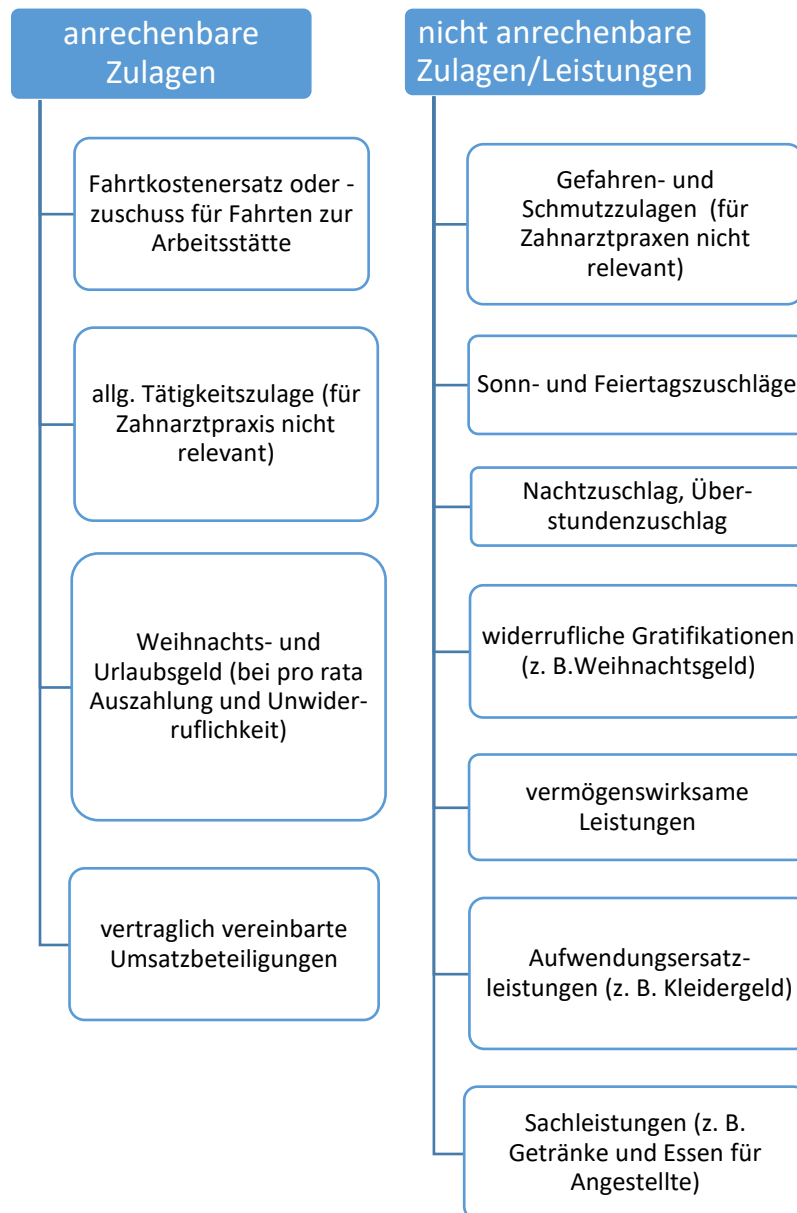 anrechenbare
Zulagen
Fahrtkostenersatz oder -
zuschuss für Fahrten zur
Arbeitsstätte
allg. Tätigkeitszulage (für
Zahnarztpraxis nicht
relevant)
Weihnachts- und
Urlaubsgeld (bei pro rata
Auszahlung und Unwider-
ruflichkeit)
vertraglich vereinbarte
Umsatzbeteiligungen
nicht anrechenbare
Zulagen/Leistungen
Gefahren- und
Schmutzzulagen (für
Zahnarztpraxen nicht
relevant)
Sonn- und Feiertagszuschläge
Nachtzuschlag, Über-
stundenzuschlag
widerrufliche Gratifikationen
(z. B.Weihnachtsgeld)
vermögenswirksame
Leistungen
Aufwendungsersatz-
leistungen (z. B. Kleidergeld)
Sachleistungen (z. B.
Getränke und Essen für
Angestellte)